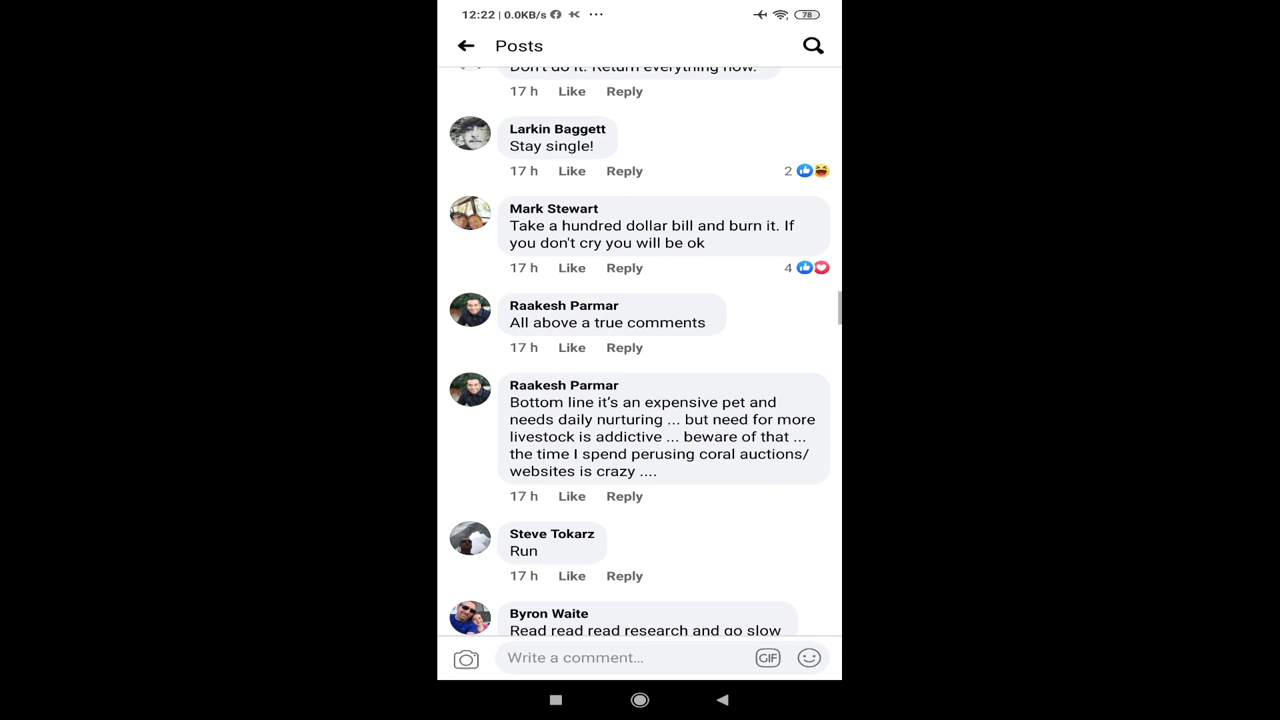 12:22 | 0.0KB/s
78
Posts
Don't do it. Return everything now.
17 h Like Reply
Larkin Baggett
Stay single!
17 h Like Reply 2
Mark Stewart
Take a hundred dollar bill and burn it. If
you don't cry you will be ok
17 h Like Reply 4
Raakesh Parmar
All above a true comments
17 h Like Reply
Raakesh Parmar
Bottom line it’s an expensive pet and
needs daily nurturing ... but need for more
livestock is addictive ... beware of that ...
the time I spend perusing coral auctions/
websites is crazy ....
17 h Like Reply
Steve Tokarz
Run
17 h Like Reply
Byron Waite
Read read read research and go slow
Write a comment...
GIF